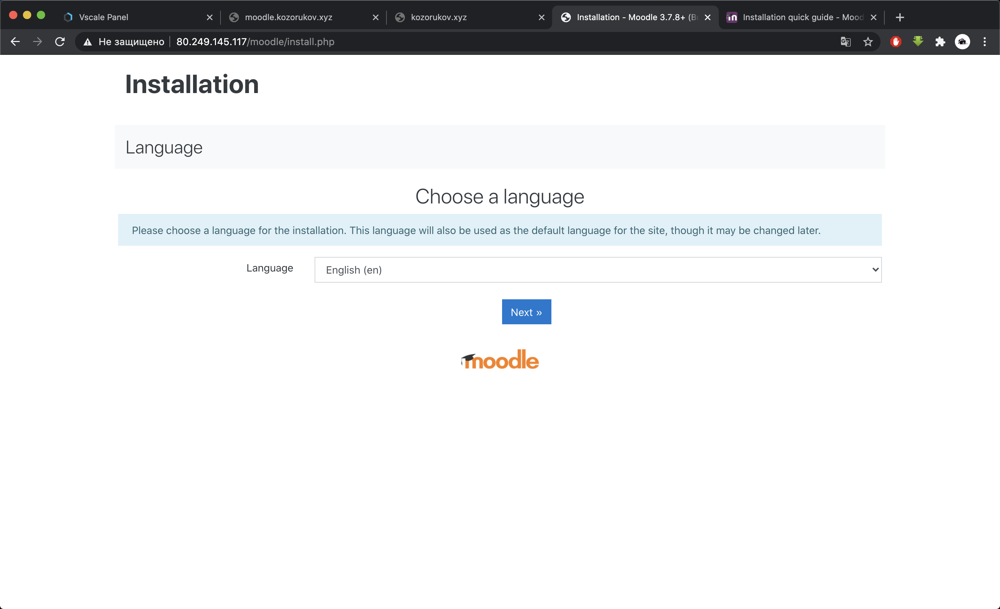 Vscale Panel
moodle.kozorukov.xyz
kozorukov.xyz
Installation - Moodle 3.7.8+ (Bu
Installation quick guide - Mood
Не защищено 80.249.145.117/moodle/install.php
Installation
Language
Choose a language
Please choose a language for the installation. This language will also be used as the default language for the site, though it may be changed later.
Language English (en)
Next »
moodle